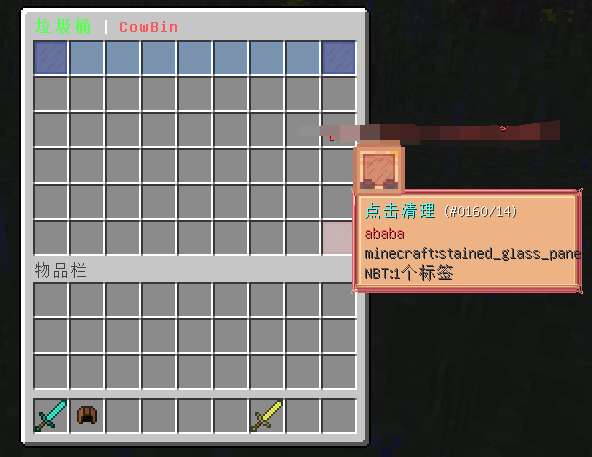 垃圾桶 | CowBin
点击清理 (#0160/14)
ababa
minecraft:stained_glass_pane
NBT:1个标签
物品栏